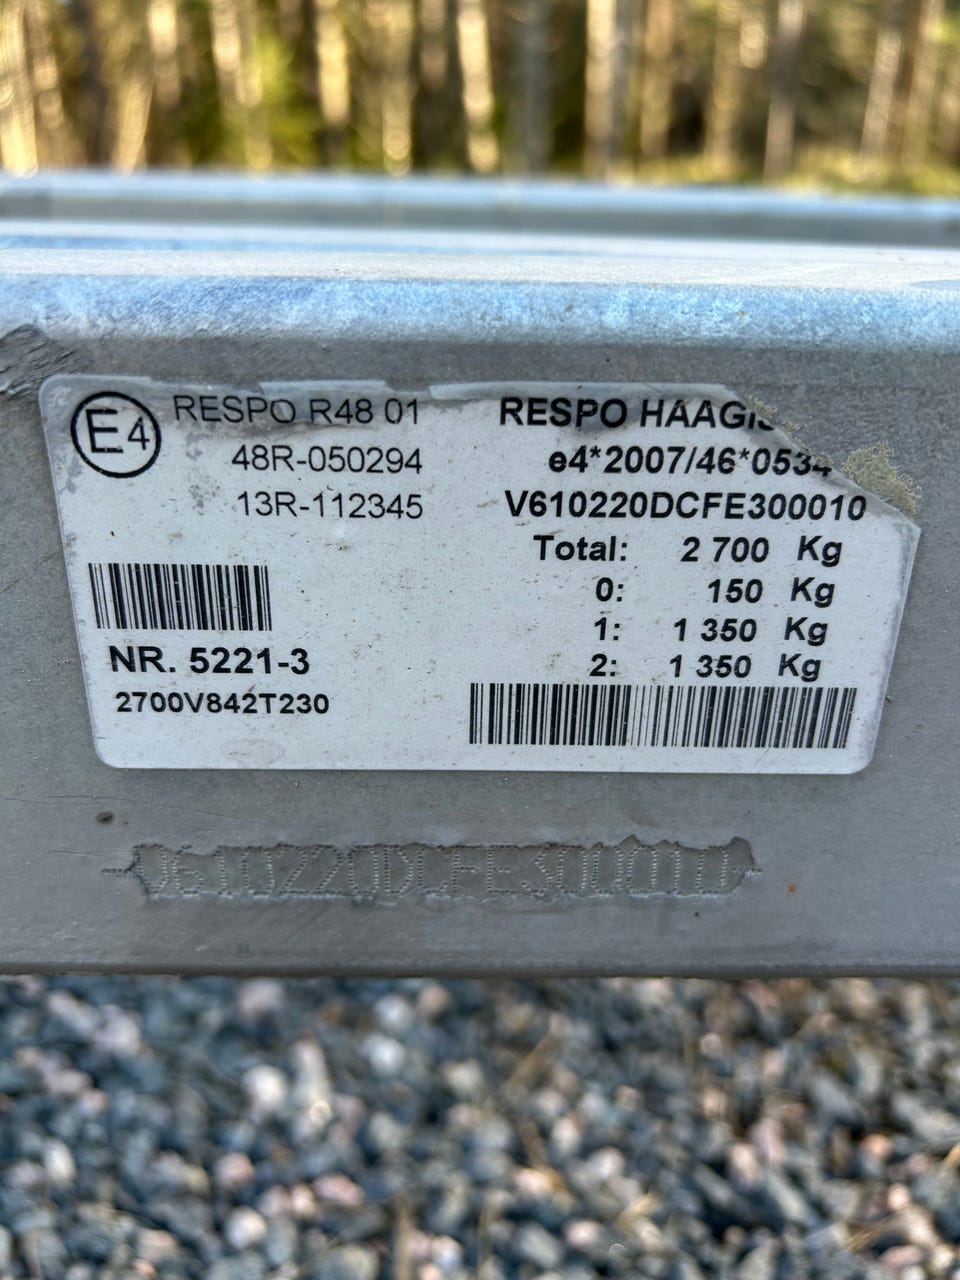 E4
RESPO R48 01
48R-050294
13R-112345
NR. 5221-3
2700V842T230
RESPO
e4*2007/46*0534
V610220DCFE300010
Total: 2 700 Kg
0: 150 Kg
1: 1 350 Kg
2: 1 350 Kg
V610220DCFE300010